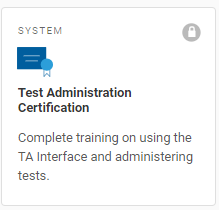 SYSTEM
Test Administration
Certification
Complete training on using the
TA Interface and administering
tests.